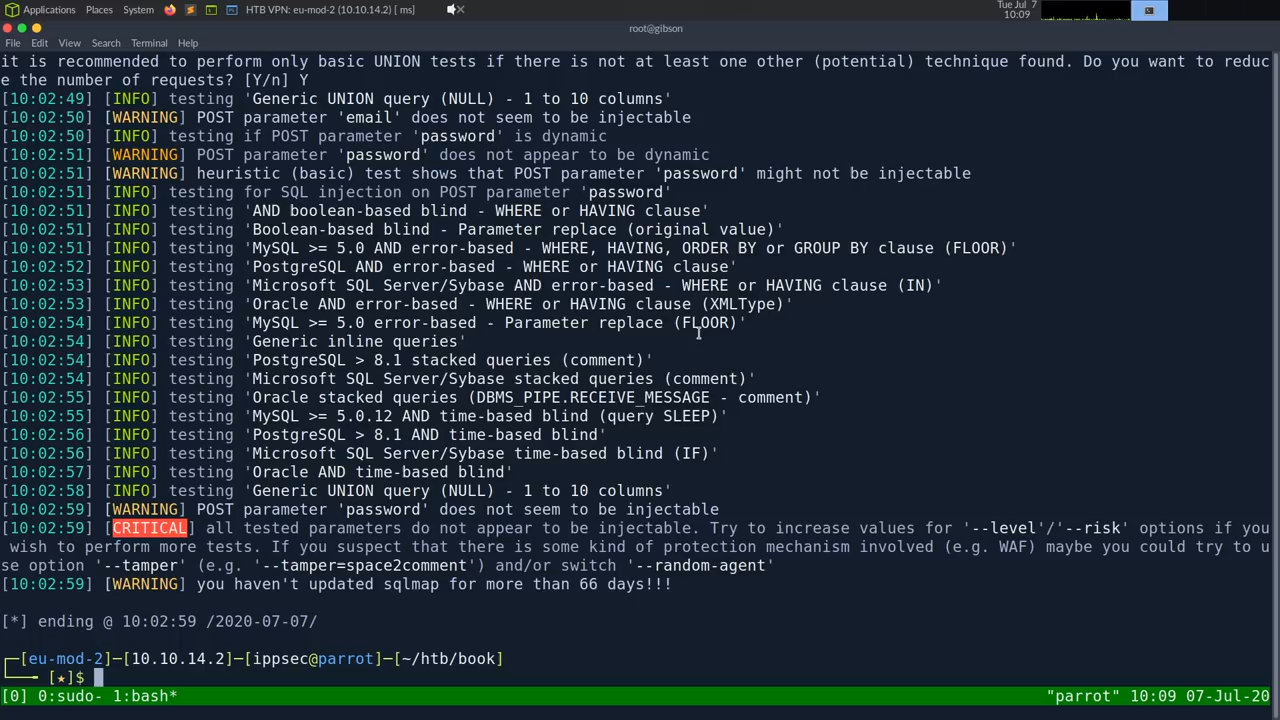 Applications Places System HTB VPN: eu-mod-2 (10.10.14.2) [ ms] Tue Jul 7
10:09
root@gibson
File Edit View Search Terminal Help
it is recommended to perform only basic UNION tests if there is not at least one other (potential) technique found. Do you want to reduc
e the number of requests? [Y/n] Y
[10:02:49] [INFO] testing 'Generic UNION query (NULL) - 1 to 10 columns'
[10:02:50] [WARNING] POST parameter 'email' does not seem to be injectable
[10:02:50] [INFO] testing if POST parameter 'password' is dynamic
[10:02:51] [WARNING] POST parameter 'password' does not appear to be dynamic
[10:02:51] [WARNING] heuristic (basic) test shows that POST parameter 'password' might not be injectable
[10:02:51] [INFO] testing for SQL injection on POST parameter 'password'
[10:02:51] [INFO] testing 'AND boolean-based blind - WHERE or HAVING clause'
[10:02:51] [INFO] testing 'Boolean-based blind - Parameter replace (original value)'
[10:02:51] [INFO] testing 'MySQL >= 5.0 AND error-based - WHERE, HAVING, ORDER BY or GROUP BY clause (FLOOR)'
[10:02:52] [INFO] testing 'PostgreSQL AND error-based - WHERE or HAVING clause'
[10:02:53] [INFO] testing 'Microsoft SQL Server/Sybase AND error-based - WHERE or HAVING clause (IN)'
[10:02:53] [INFO] testing 'Oracle AND error-based - WHERE or HAVING clause (XMLType)'
[10:02:54] [INFO] testing 'MySQL >= 5.0 error-based - Parameter replace (FLOOR)'
[10:02:54] [INFO] testing 'Generic inline queries'
[10:02:54] [INFO] testing 'PostgreSQL > 8.1 stacked queries (comment)'
[10:02:54] [INFO] testing 'Microsoft SQL Server/Sybase stacked queries (comment)'
[10:02:55] [INFO] testing 'Oracle stacked queries (DBMS_PIPE.RECEIVE_MESSAGE - comment)'
[10:02:55] [INFO] testing 'MySQL >= 5.0.12 AND time-based blind (query SLEEP)'
[10:02:56] [INFO] testing 'PostgreSQL > 8.1 AND time-based blind'
[10:02:56] [INFO] testing 'Microsoft SQL Server/Sybase time-based blind (IF)'
[10:02:57] [INFO] testing 'Oracle AND time-based blind'
[10:02:58] [INFO] testing 'Generic UNION query (NULL) - 1 to 10 columns'
[10:02:59] [WARNING] POST parameter 'password' does not seem to be injectable
[10:02:59] [CRITICAL] all tested parameters do not appear to be injectable. Try to increase values for '--level'/'--risk' options if you
wish to perform more tests. If you suspect that there is some kind of protection mechanism involved (e.g. WAF) maybe you could try to u
se option '--tamper' (e.g. '--tamper=space2comment') and/or switch '--random-agent'
[10:02:59] [WARNING] you haven't updated sqlmap for more than 66 days!!!
[*] ending @ 10:02:59 /2020-07-07/
┌─[eu-mod-2]─[10.10.14.2]─[ippsec@parrot]─[~/htb/book]
└──╼ [★]$
[0] 0:sudo- 1:bash* "parrot" 10:09 07-Jul-20